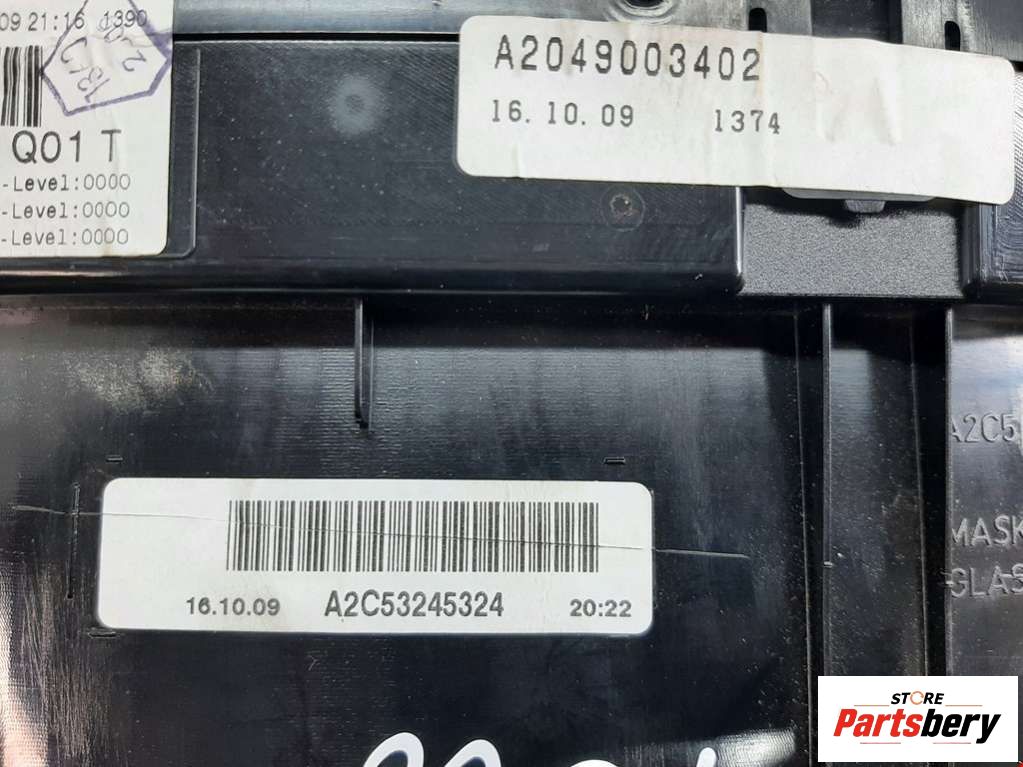 09 21:16 1390
Q01 T
-Level:0000
-Level:0000
-Level:0000
A2049003402
16. 10. 09 1374
A2C53245324
16.10.09 20:22
A2C5
MASK
GLAS
STORE
Partsbery